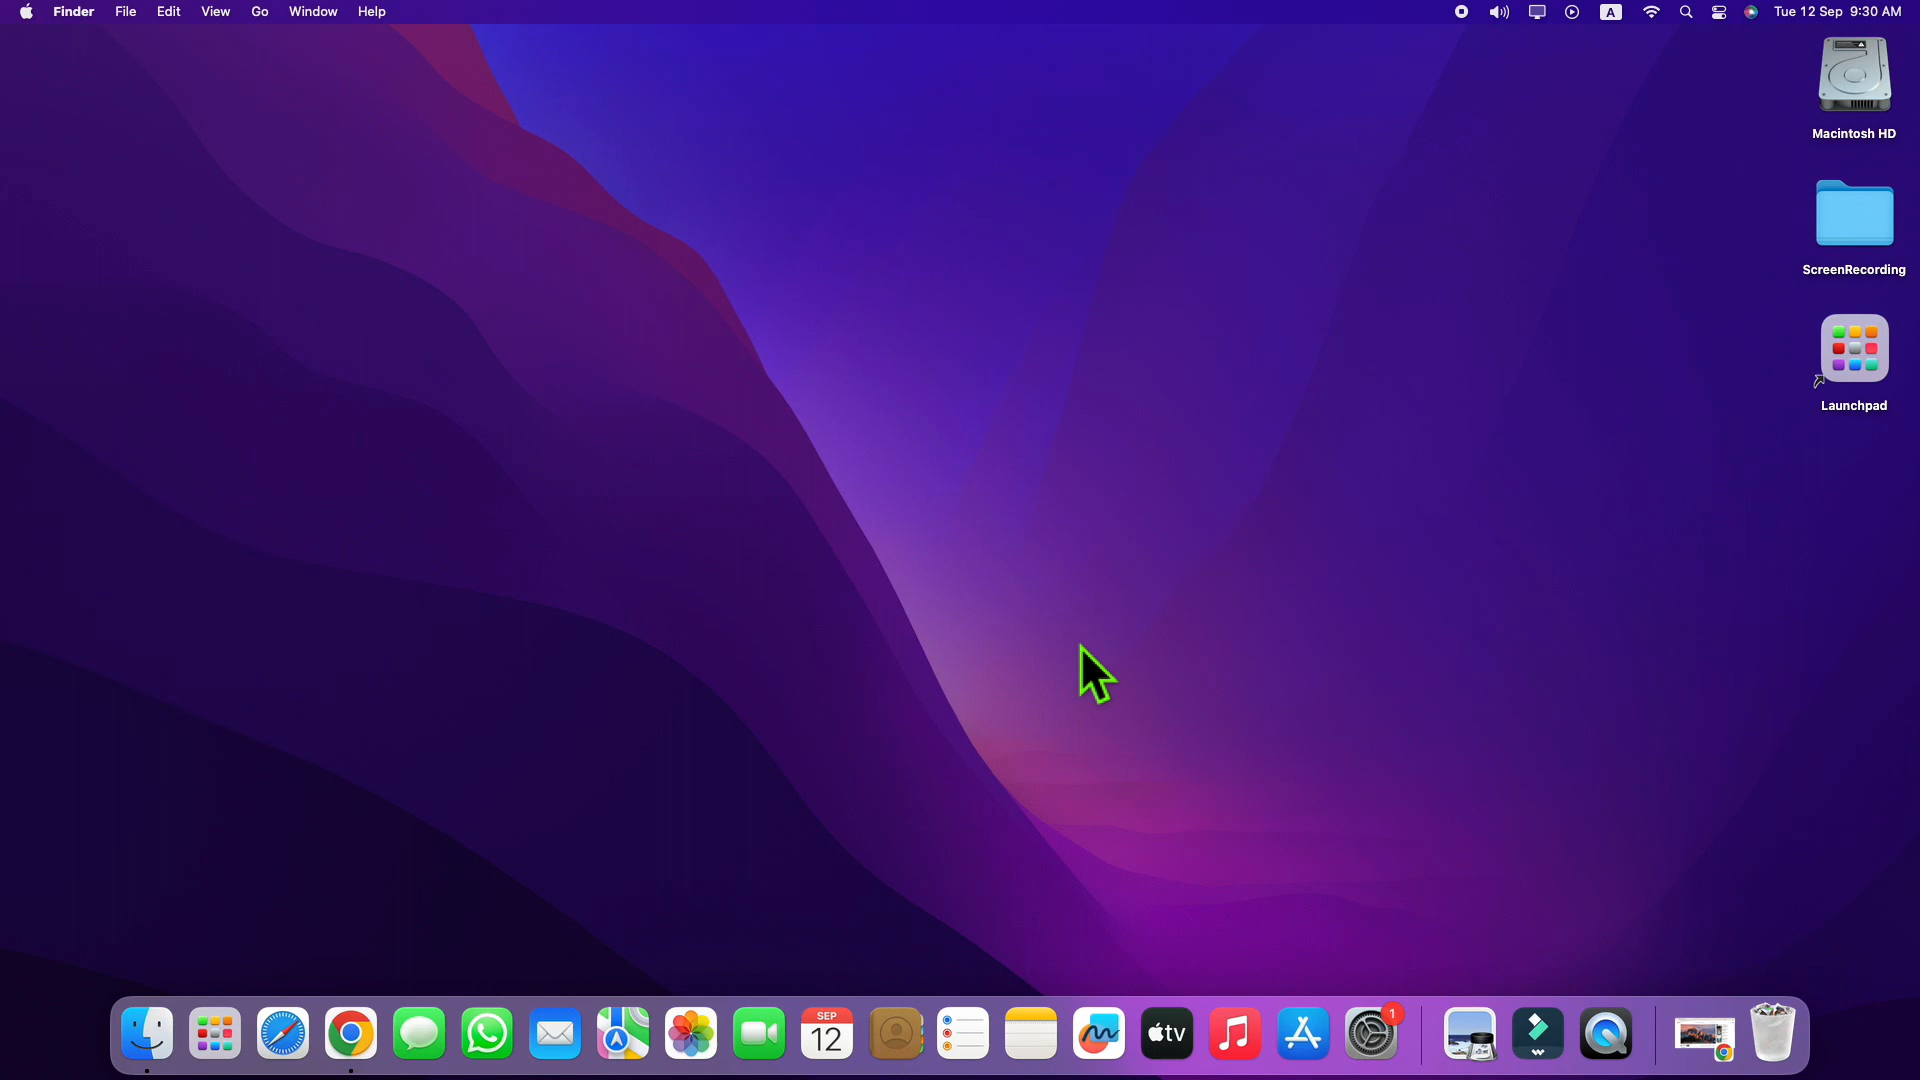 Finder File Edit View Go Window Help
A Tue 12 Sep 9:30 AM
Macintosh HD
ScreenRecording
Launchpad
SEP
12
tv
1